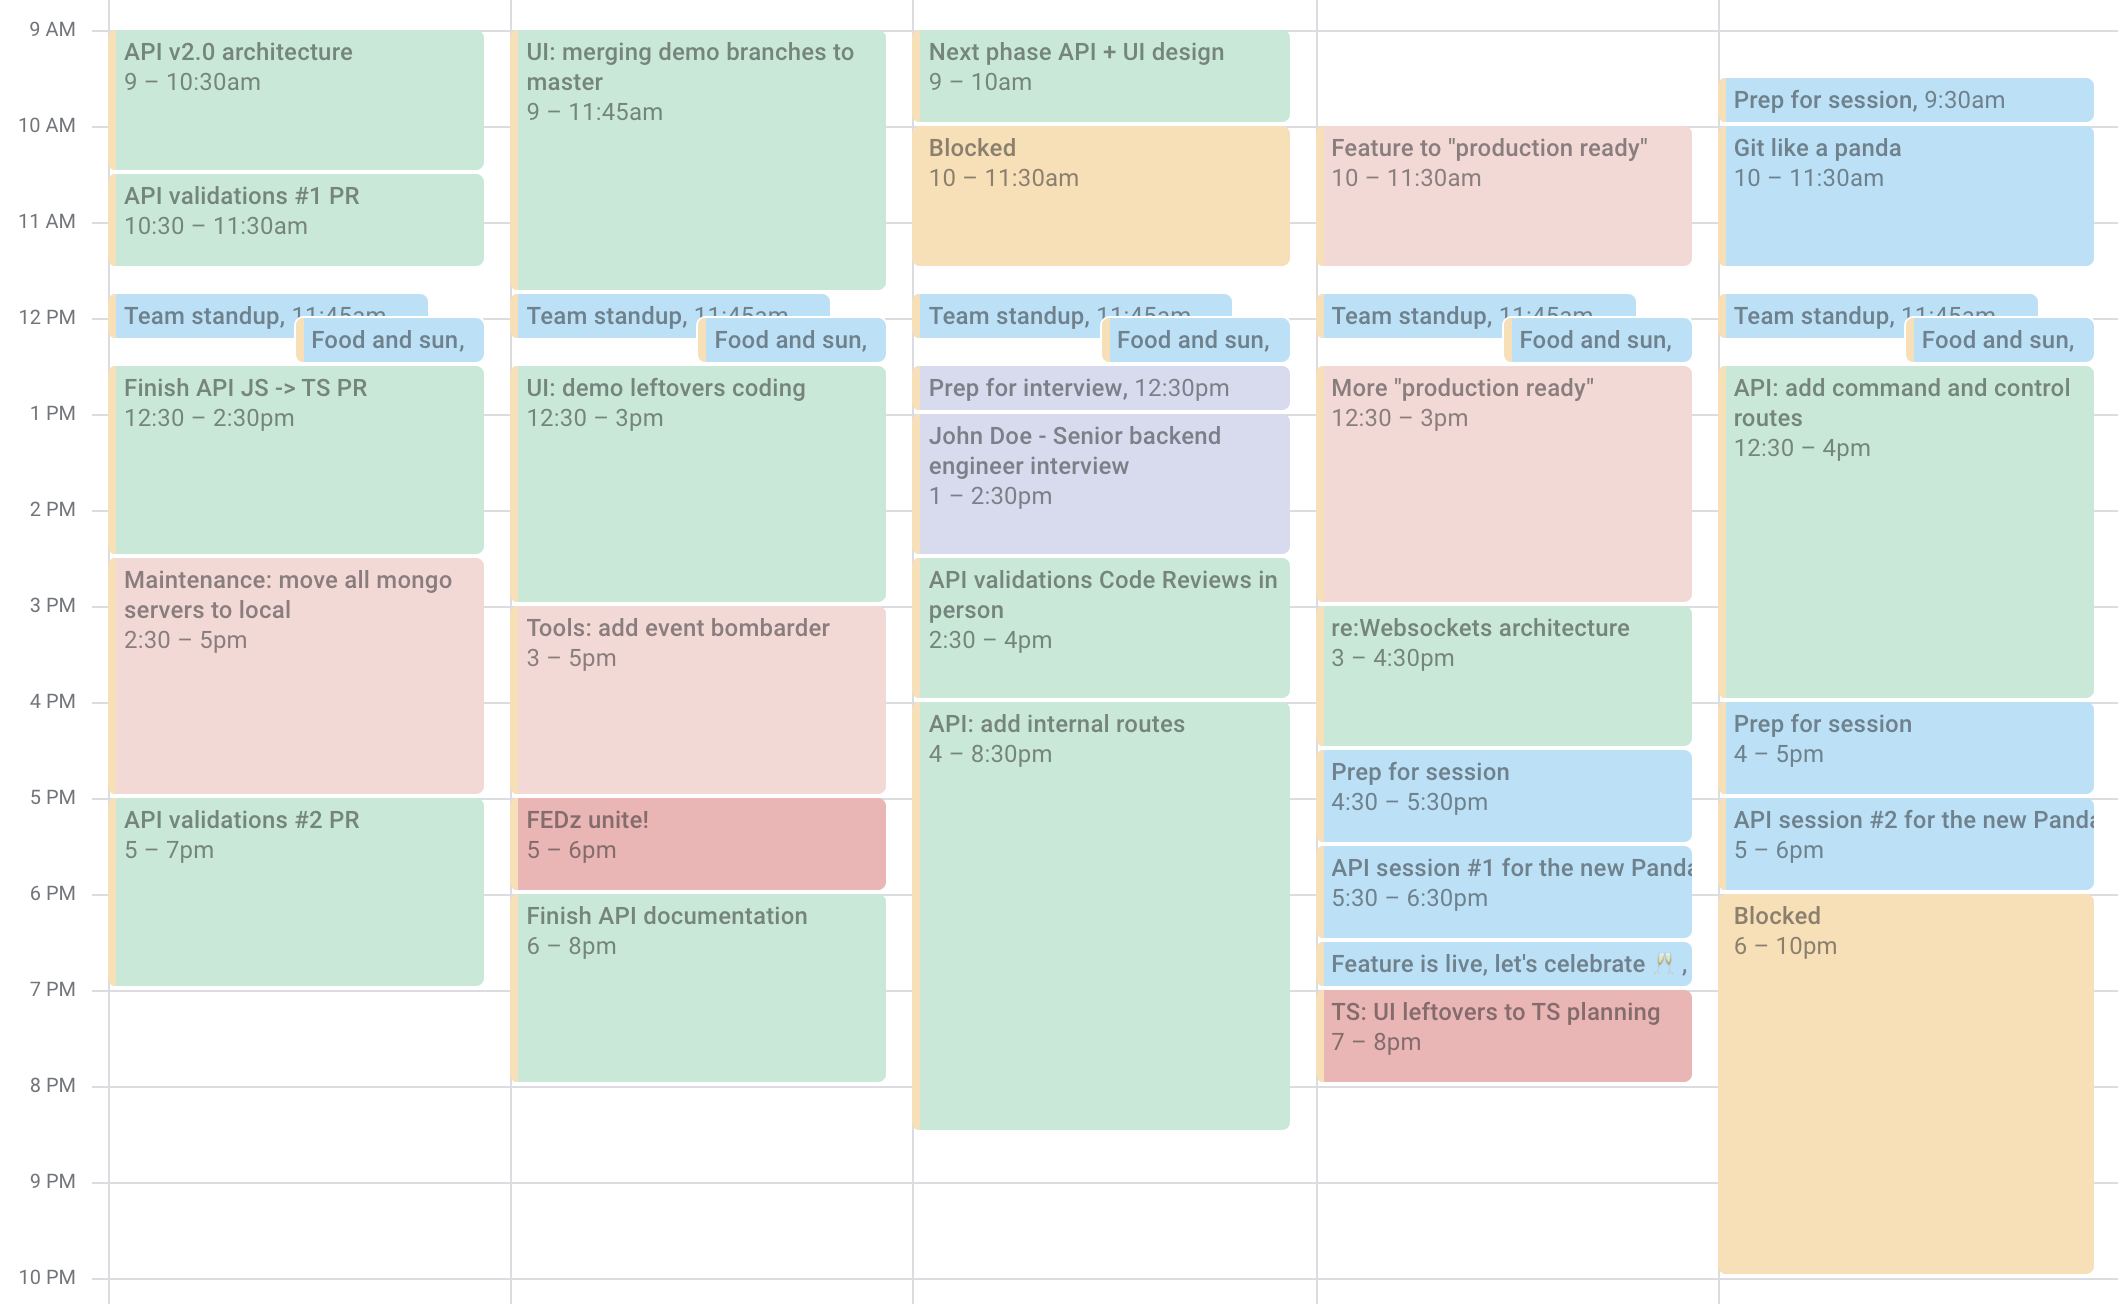 9 AM
10 AM
11 AM
12 PM
1 PM
2 PM
3 PM
4 PM
5 PM
6 PM
7 PM
8 PM
9 PM
10 PM
API v2.0 architecture
9 – 10:30am
API validations #1 PR
10:30 – 11:30am
Team standup, 11:45am
Food and sun,
Finish API JS -> TS PR
12:30 – 2:30pm
Maintenance: move all mongo
servers to local
2:30 – 5pm
API validations #2 PR
5 – 7pm
UI: merging demo branches to
master
9 – 11:45am
Team standup, 11:45am
Food and sun,
UI: demo leftovers coding
12:30 – 3pm
Tools: add event bombarder
3 – 5pm
FEDz unite!
5 – 6pm
Finish API documentation
6 – 8pm
Next phase API + UI design
9 – 10am
Blocked
10 – 11:30am
Team standup, 11:45am
Food and sun,
Prep for interview, 12:30pm
John Doe - Senior backend
engineer interview
1 – 2:30pm
API validations Code Reviews in
person
2:30 – 4pm
API: add internal routes
4 – 8:30pm
Feature to "production ready"
10 – 11:30am
Team standup, 11:45am
Food and sun,
More "production ready"
12:30 – 3pm
re:Websockets architecture
3 – 4:30pm
Prep for session
4:30 – 5:30pm
API session #1 for the new Panda
5:30 – 6:30pm
Feature is live, let's celebrate 🥂 ,
TS: UI leftovers to TS planning
7 – 8pm
Prep for session, 9:30am
Git like a panda
10 – 11:30am
Team standup, 11:45am
Food and sun,
API: add command and control
routes
12:30 – 4pm
Prep for session
4 – 5pm
API session #2 for the new Panda
5 – 6pm
Blocked
6 – 10pm